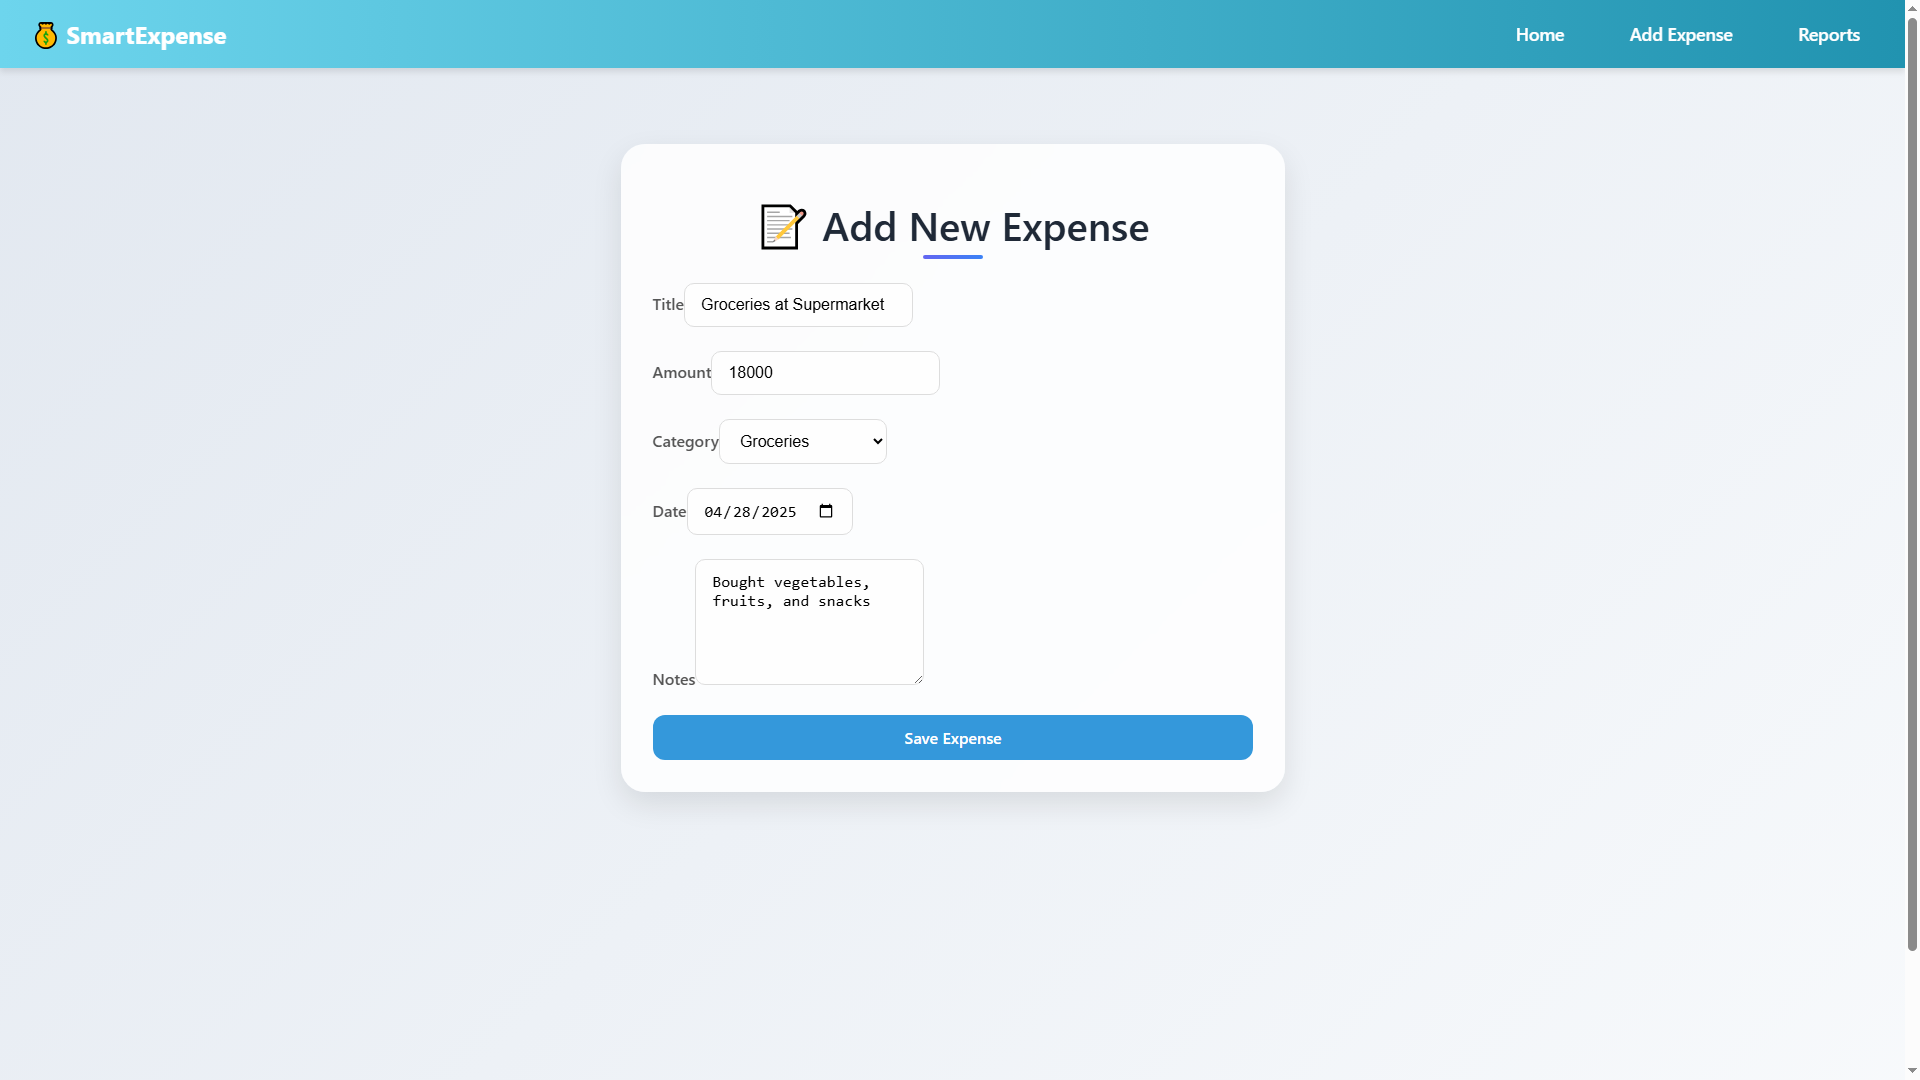 SmartExpense
Home
Add Expense
Reports
Add New Expense
Title
Groceries at Supermarket
Amount
18000
Category
Groceries
Date
04/28/2025
Bought vegetables,
fruits, and snacks
Notes
Save Expense